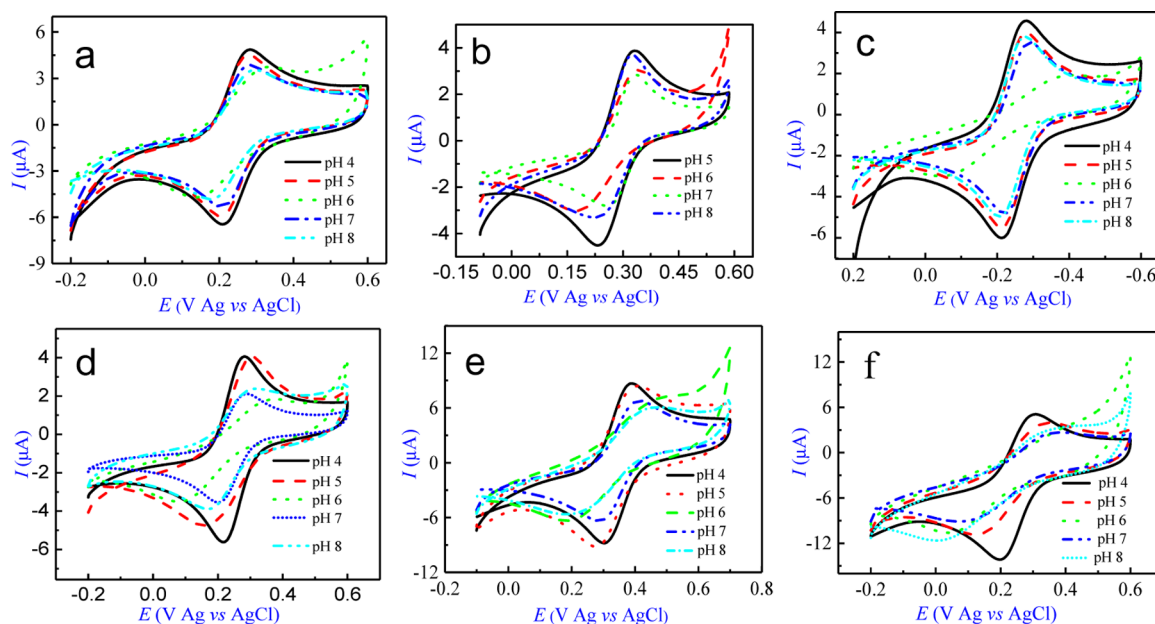 a
I (μA)
6
3
0
-3
-6
-9
pH 4
pH 5
pH 6
pH 7
pH 8
-0.2 0.0 0.2 0.4 0.6
E (V Ag vs AgCl)
b
I (μA)
4
2
0
-2
-4
pH 5
pH 6
pH 7
pH 8
-0.15 0.00 0.15 0.30 0.45 0.60
E (V Ag vs AgCl)
c
I (μA)
4
2
0
-2
-4
-6
pH 4
pH 5
pH 6
pH 7
pH 8
0.2 0.0 -0.2 -0.4 -0.6
E (V Ag vs AgCl)
d
I (μA)
4
2
0
-2
-4
-6
pH 4
pH 5
pH 6
pH 7
pH 8
-0.2 0.0 0.2 0.4 0.6
E (V Ag vs AgCl)
e
I (μA)
12
6
0
-6
-12
pH 4
pH 5
pH 6
pH 7
pH 8
0.0 0.2 0.4 0.6 0.8
E (V Ag vs AgCl)
f
I (μA)
12
6
0
-6
-12
pH 4
pH 5
pH 6
pH 7
pH 8
-0.2 0.0 0.2 0.4 0.6
E (V Ag vs AgCl)